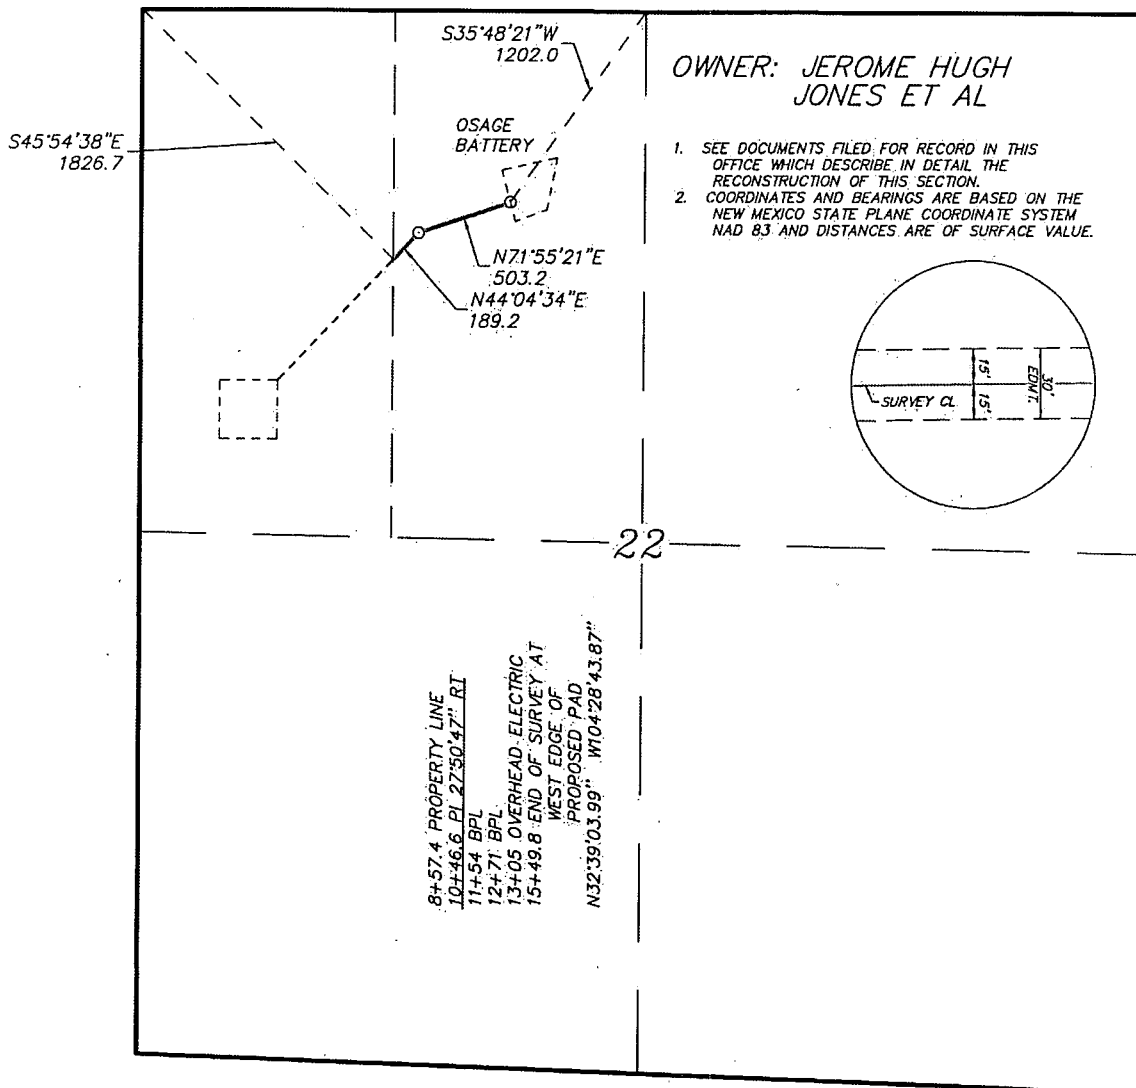 S35°48'21"W
1202.0
OWNER: JEROME HUGH
JONES ET AL
S45°54'38"E
1826.7
OSAGE
BATTERY
1. SEE DOCUMENTS FILED FOR RECORD IN THIS
OFFICE WHICH DESCRIBE IN DETAIL THE
RECONSTRUCTION OF THIS SECTION.
2. COORDINATES AND BEARINGS ARE BASED ON THE
NEW MEXICO STATE PLANE COORDINATE SYSTEM
NAD 83 AND DISTANCES ARE OF SURFACE VALUE.
N71°55'21"E
503.2
N44°04'34"E
189.2
15'
15'
30'
EDMT.
SURVEY CL
22
8+57.4 PROPERTY LINE
10+46.6 PI 27°50'47" RT
11+54 BPL
12+71 BPL
13+05 OVERHEAD ELECTRIC
15+49.8 END OF SURVEY AT
WEST EDGE OF
PROPOSED PAD
N32°39'03.99" W104°28'43.87"